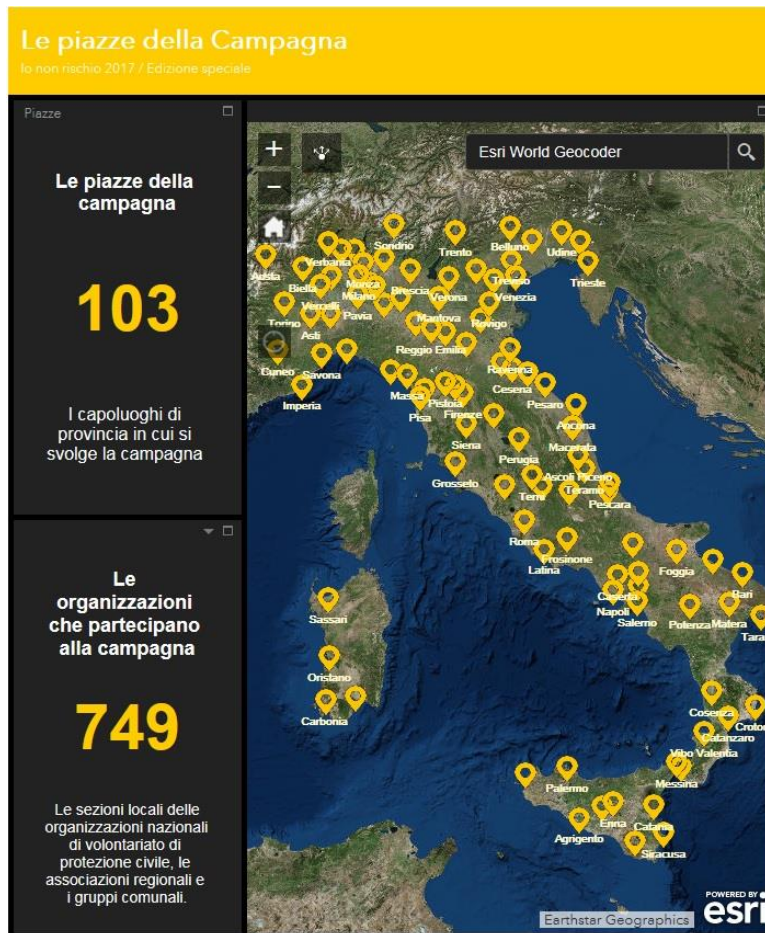 Le piazze della Campagna
Io non rischio 2017 / Edizione speciale
Piazze
Le piazze della
campagna
103
I capoluoghi di
provincia in cui si
svolge la campagna
Le
organizzazioni
che partecipano
alla campagna
749
Le sezioni locali delle
organizzazioni nazionali
di volontariato di
protezione civile, le
associazioni regionali e
i gruppi comunali.
+
Esri World Geocoder
−
Sondrio
Trento
Belluno
Udine
Verbania
Aosta
Biella
Monza
Treviso
Trieste
Milano
Brescia
Verona
Venezia
Vercelli
Torino
Pavia
Mantova
Rovigo
Asti
Reggio Emilia
Cuneo
Savona
Ravenna
Cesena
Imperia
Massa
Pistoia
Pisa
Firenze
Pesaro
Ancona
Siena
Macerata
Perugia
Grosseto
Ascoli Piceno
Terni
Teramo
Pescara
Roma
Frosinone
Latina
Foggia
Caserta
Bari
Napoli
Salerno
Potenza
Matera
Tara
Sassari
Oristano
Carbonia
Cosenza
Croton
Catanzaro
Vibo Valentia
Messina
Palermo
Enna
Catania
Agrigento
Siracusa
Earthstar Geographics
POWERED BY
esri